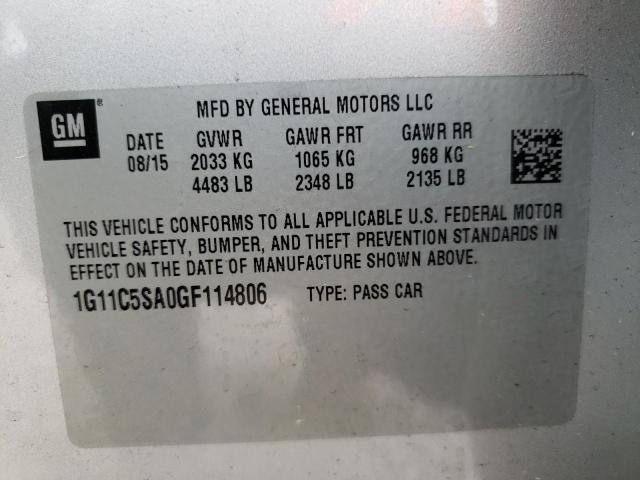 GM ®
MFD BY GENERAL MOTORS LLC
DATE GVWR GAWR FRT GAWR RR
08/15 2033 KG 1065 KG 968 KG
4483 LB 2348 LB 2135 LB
THIS VEHICLE CONFORMS TO ALL APPLICABLE U.S. FEDERAL MOTOR
VEHICLE SAFETY, BUMPER, AND THEFT PREVENTION STANDARDS IN
EFFECT ON THE DATE OF MANUFACTURE SHOWN ABOVE.
1G11C5SA0GF114806 TYPE: PASS CAR